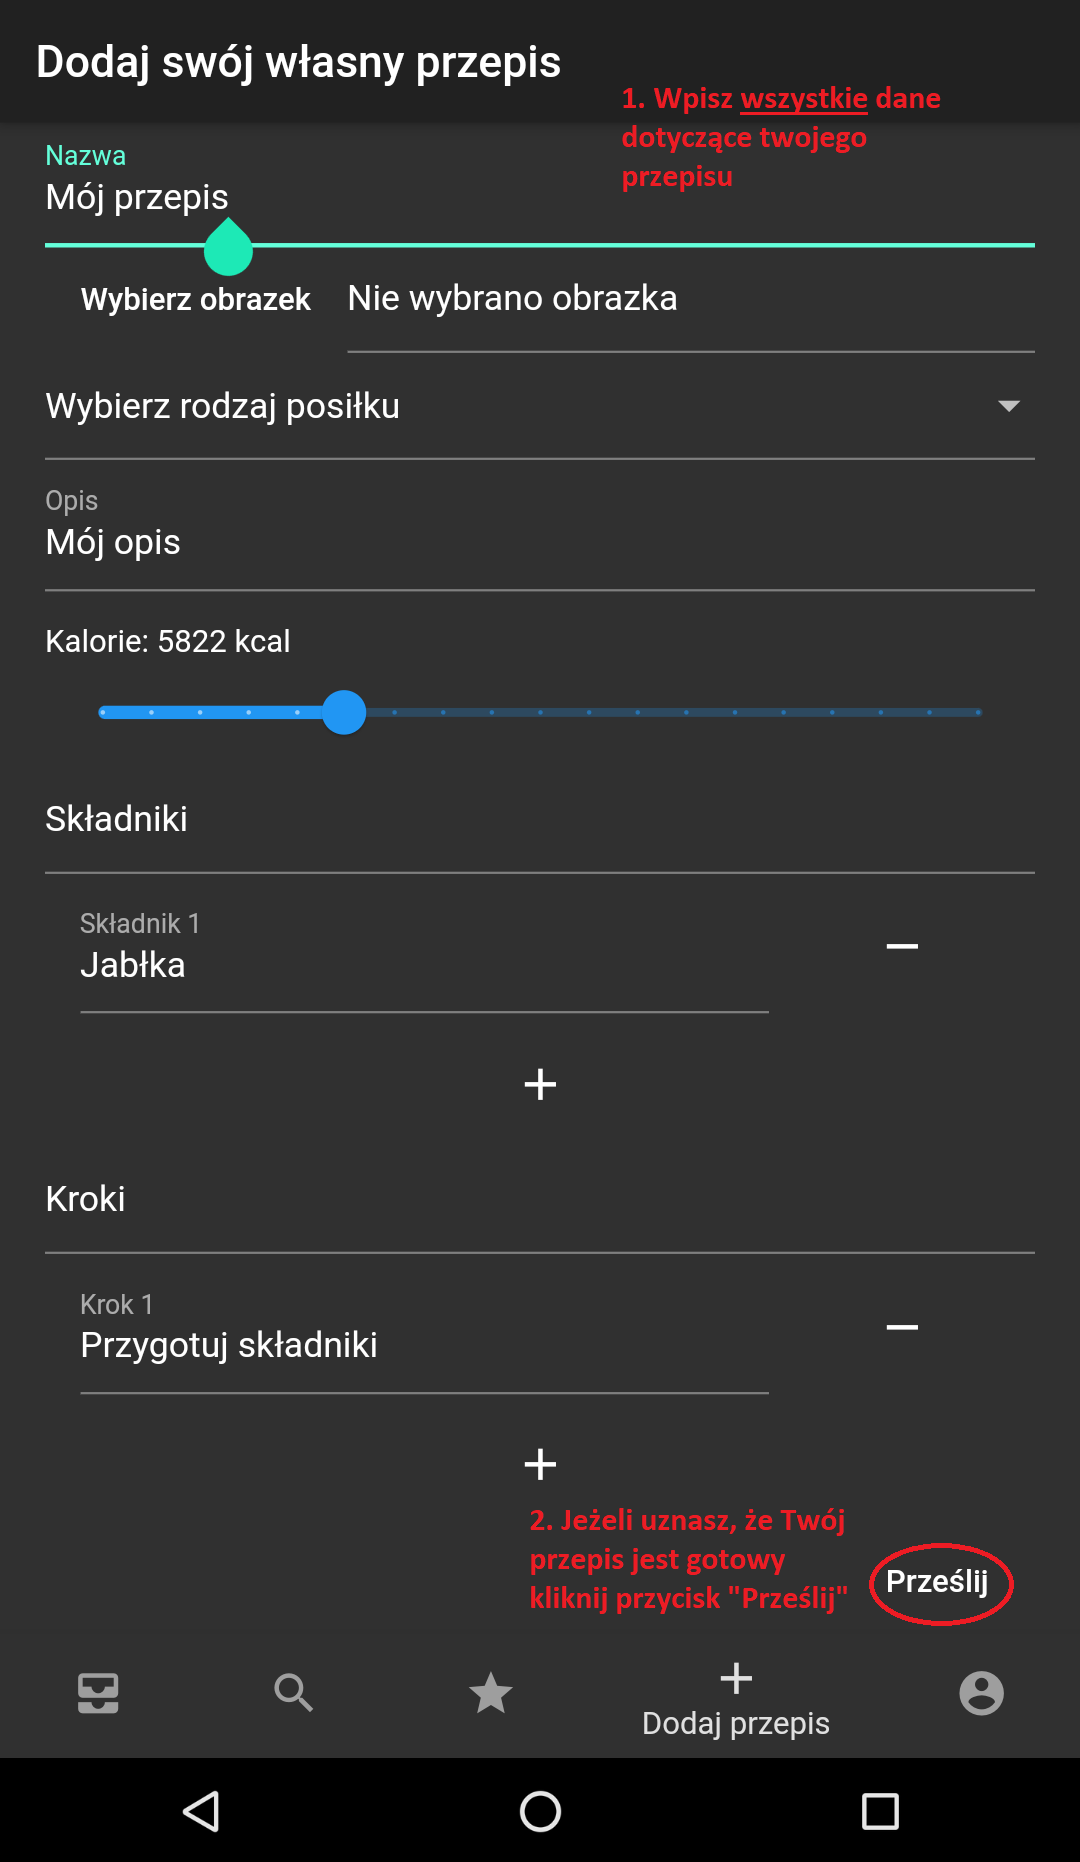 Dodaj swój własny przepis
1. Wpisz wszystkie dane
dotyczące twojego
przepisu
Nazwa
Mój przepis
Wybierz obrazek
Nie wybrano obrazka
Wybierz rodzaj posiłku
Opis
Mój opis
Kalorie: 5822 kcal
Składniki
Składnik 1
Jabłka
Kroki
Krok 1
Przygotuj składniki
2. Jeżeli uznasz, że Twój
przepis jest gotowy
kliknij przycisk "Prześlij"
Prześlij
Dodaj przepis